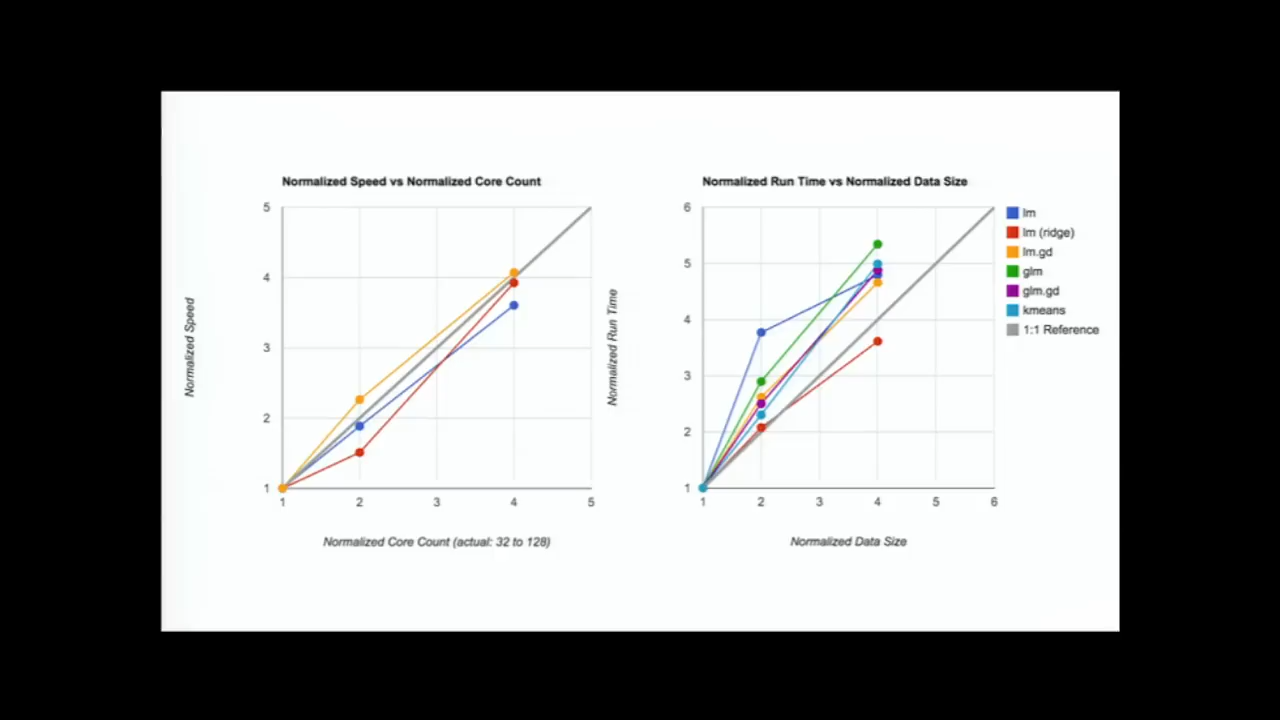 Normalized Speed vs Normalized Core Count
5
4
3
2
1
1 2 3 4 5
Normalized Speed
Normalized Core Count (actual: 32 to 128)
Normalized Run Time vs Normalized Data Size
6
5
4
3
2
1
1 2 3 4 5 6
Normalized Run Time
Normalized Data Size
lm
lm (ridge)
lm.gd
glm
glm.gd
kmeans
1:1 Reference